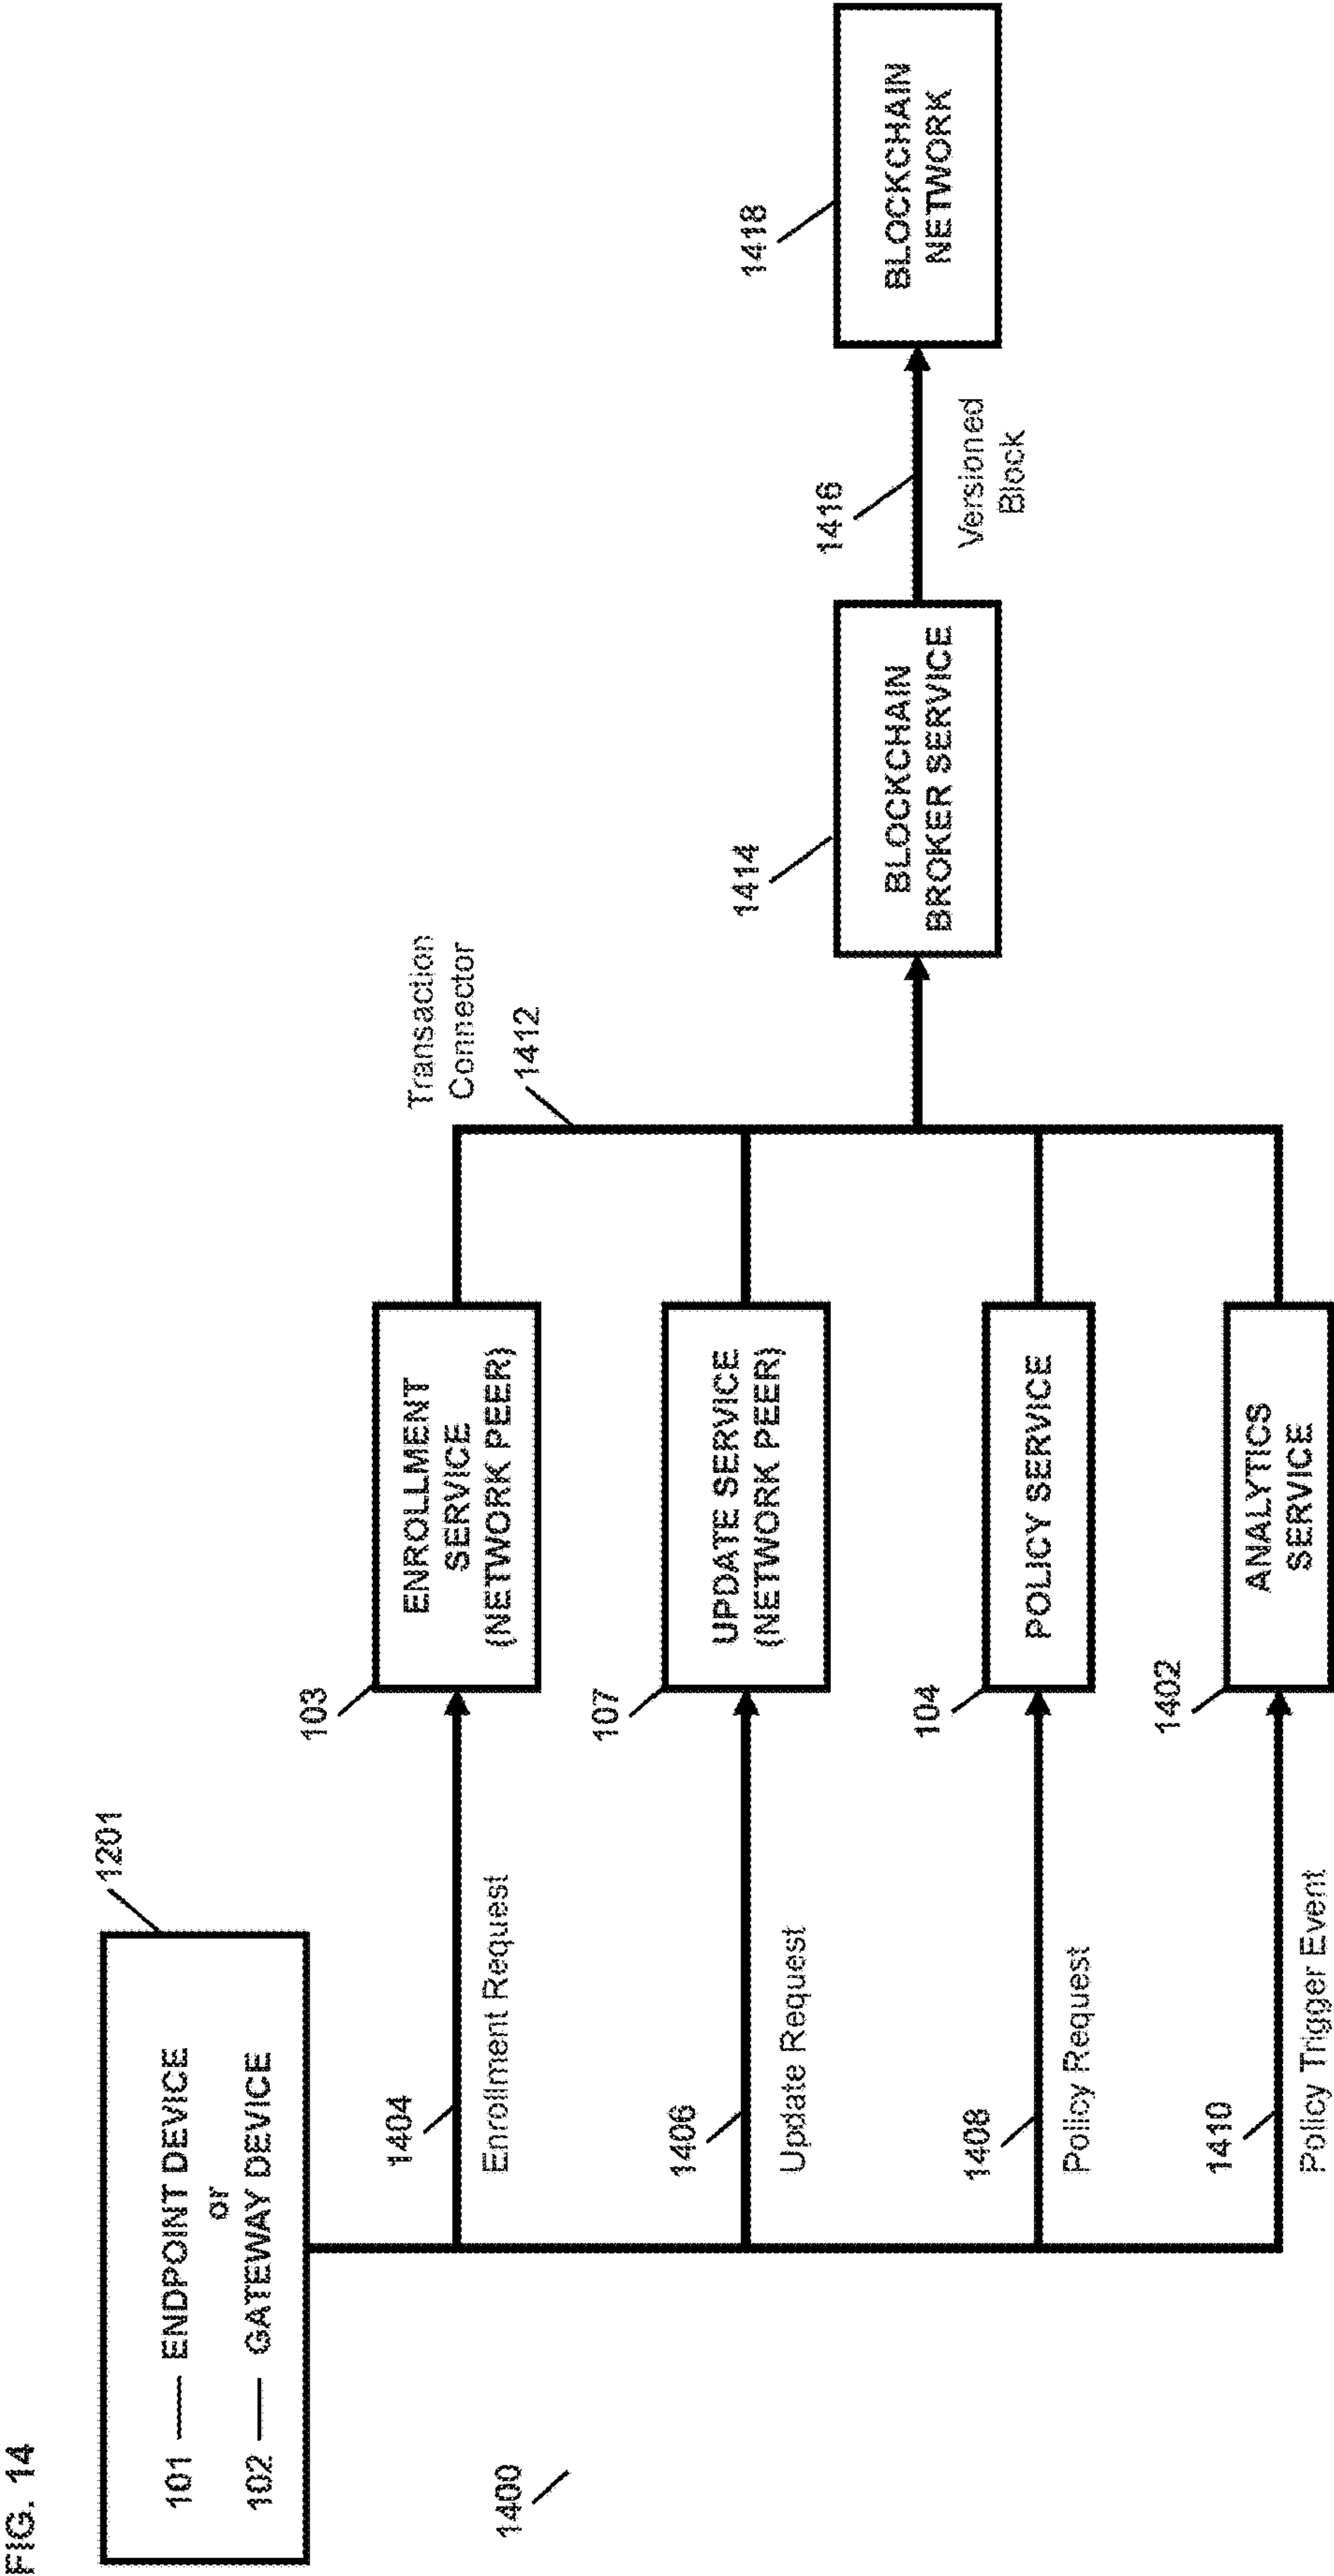 FIG. 14
1201
101 ENDPOINT DEVICE
or
102 GATEWAY DEVICE
1400
1404
Enrollment Request
103
ENROLLMENT
SERVICE
(NETWORK PEER)
1406
Update Request
107
UPDATE SERVICE
(NETWORK PEER)
1408
Policy Request
104
POLICY SERVICE
1410
Policy Trigger Event
1402
ANALYTICS
SERVICE
Transaction
Connector
1412
1414
BLOCKCHAIN
BROKER SERVICE
1416
Versioned
Block
1418
BLOCKCHAIN
NETWORK